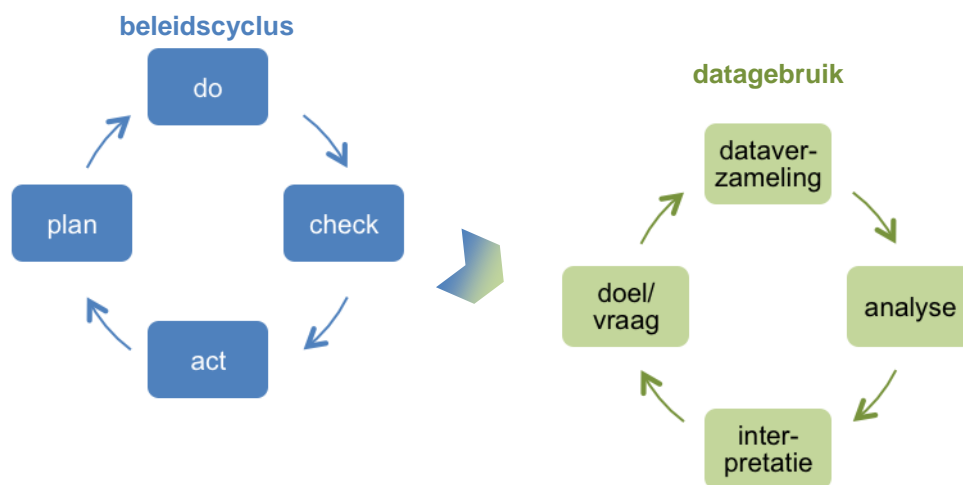 beleidscyclus
do
plan
check
act
datagebruik
dataver-
zameling
doel/
vraag
analyse
inter-
pretatie